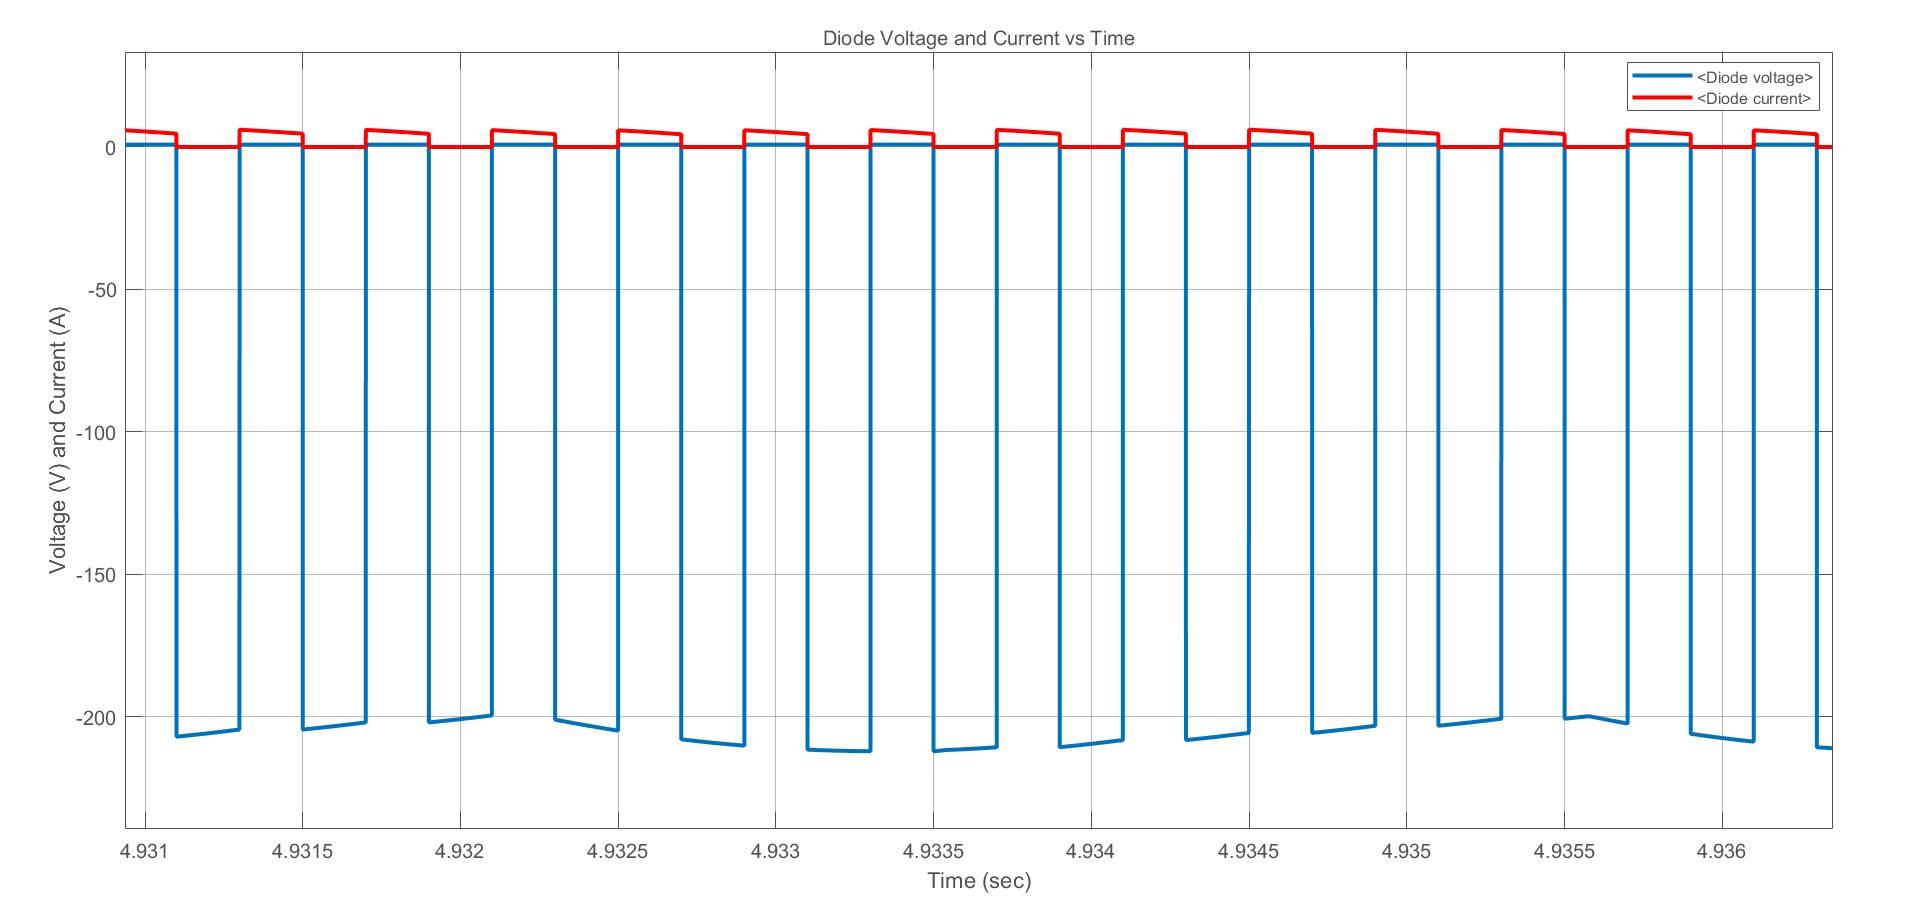 Diode Voltage and Current vs Time
<Diode voltage>
<Diode current>
Voltage (V) and Current (A)
0
-50
-100
-150
-200
4.931 4.9315 4.932 4.9325 4.933 4.9335 4.934 4.9345 4.935 4.9355 4.936
Time (sec)